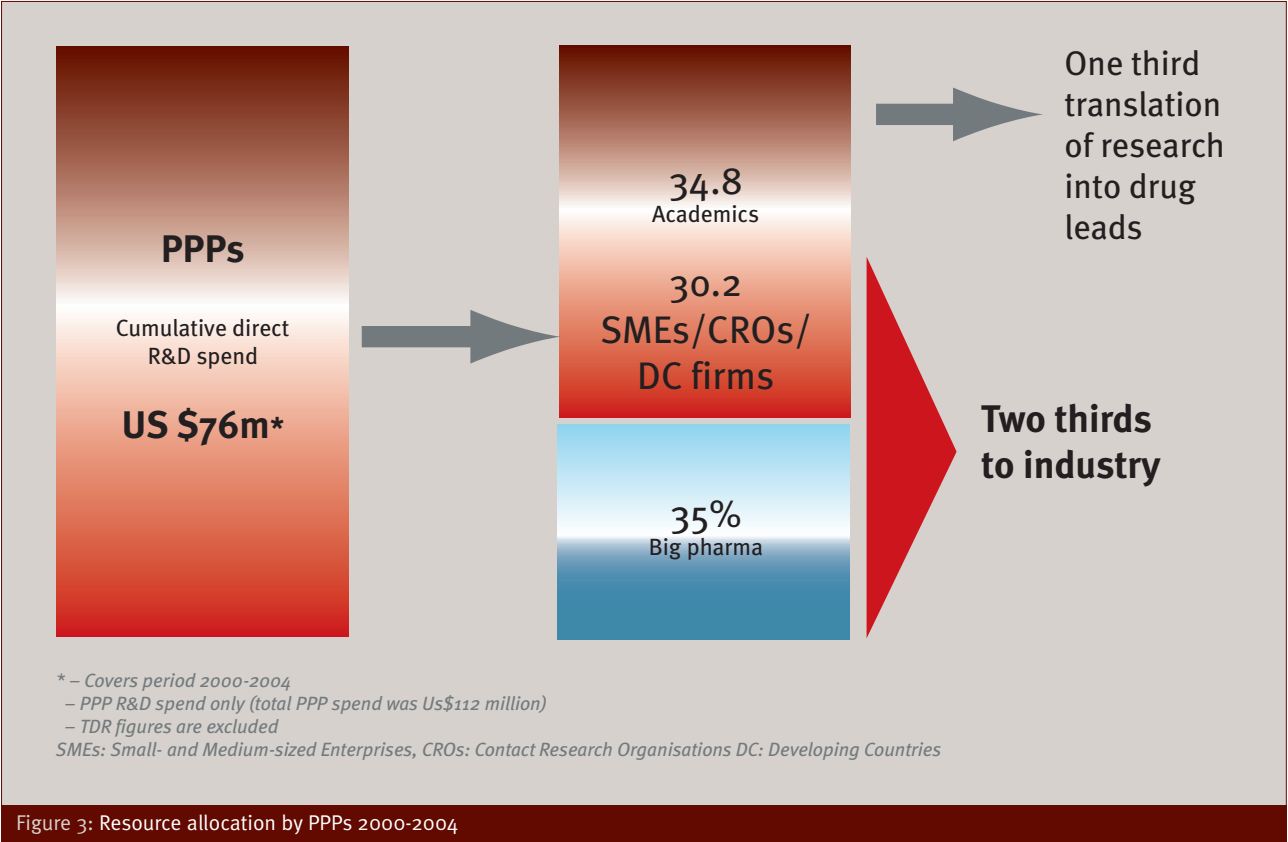 PPPs
Cumulative direct
R&D spend
US $76m*
34.8
Academics
30.2
SMEs/CROs/
DC firms
35%
Big pharma
One third
translation
of research
into drug
leads
Two thirds
to industry
* – Covers period 2000-2004
– PPP R&D spend only (total PPP spend was Us$112 million)
– TDR figures are excluded
SMEs: Small- and Medium-sized Enterprises, CROs: Contact Research Organisations DC: Developing Countries
Figure 3: Resource allocation by PPPs 2000-2004